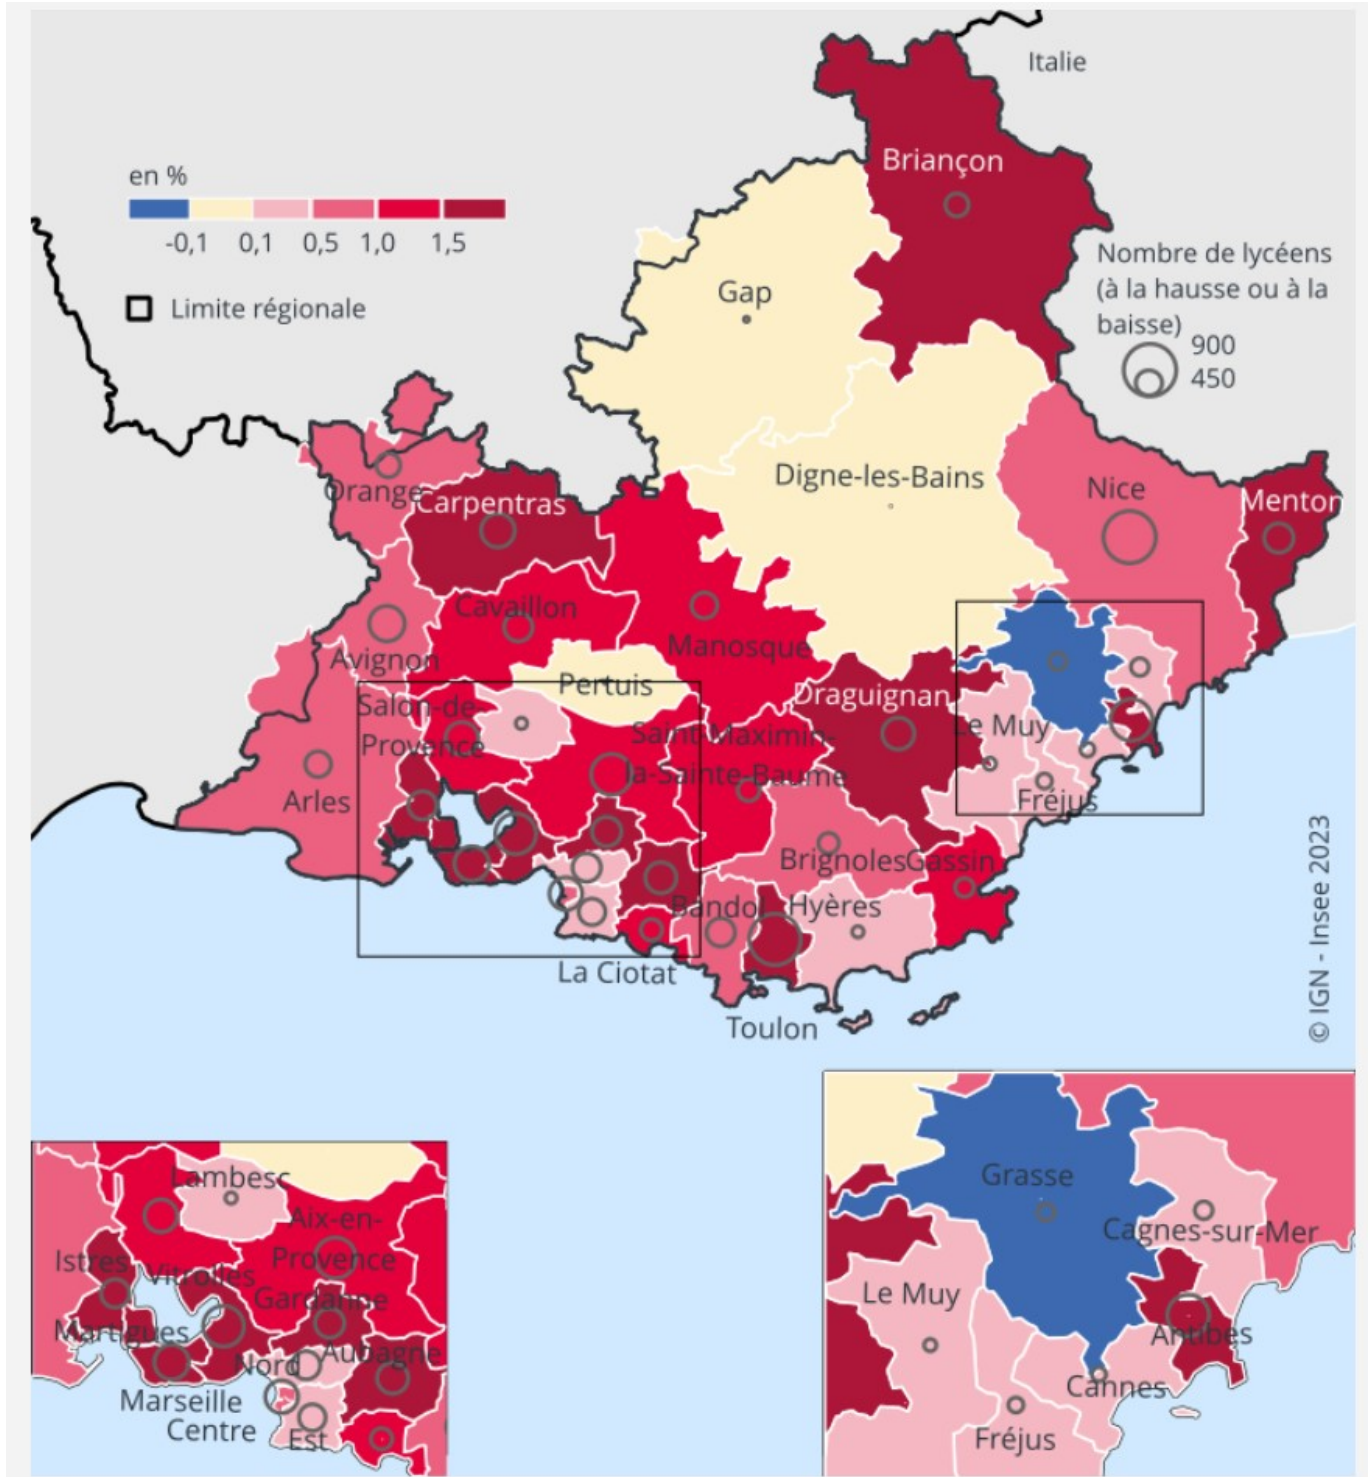 Italie
Briançon
en %
-0,1 0,1 0,5 1,0 1,5
Limite régionale
Nombre de lycéens
(à la hausse ou à la
baisse)
900
450
Gap
Digne-les-Bains
Nice
Menton
Orange
Carpentras
Cavaillon
Manosque
Avignon
Pertuis
Draguignan
Salon-de-
Provence
Saint-Maximin-
la-Sainte-Baume
Le Muy
Arles
Fréjus
Brignoles
Gassin
Bandol
Hyères
La Ciotat
Toulon
© IGN - Insee 2023
Lambesc
Aix-en-
Provence
Istres
Vitrolles
Gardanne
Martigues
Nord
Aubagne
Marseille
Centre
Est
Grasse
Cagnes-sur-Mer
Le Muy
Antibes
Cannes
Fréjus